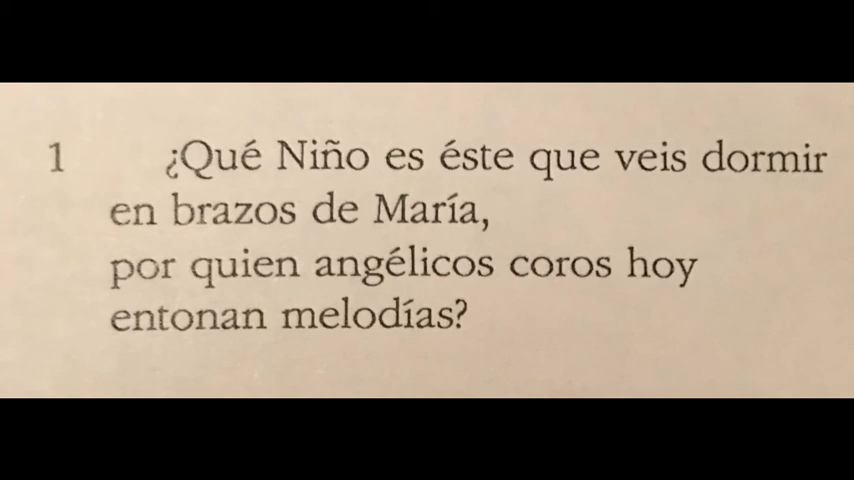 1 ¿Qué Niño es éste que veis dormir
en brazos de María,
por quien angélicos coros hoy
entonan melodías?